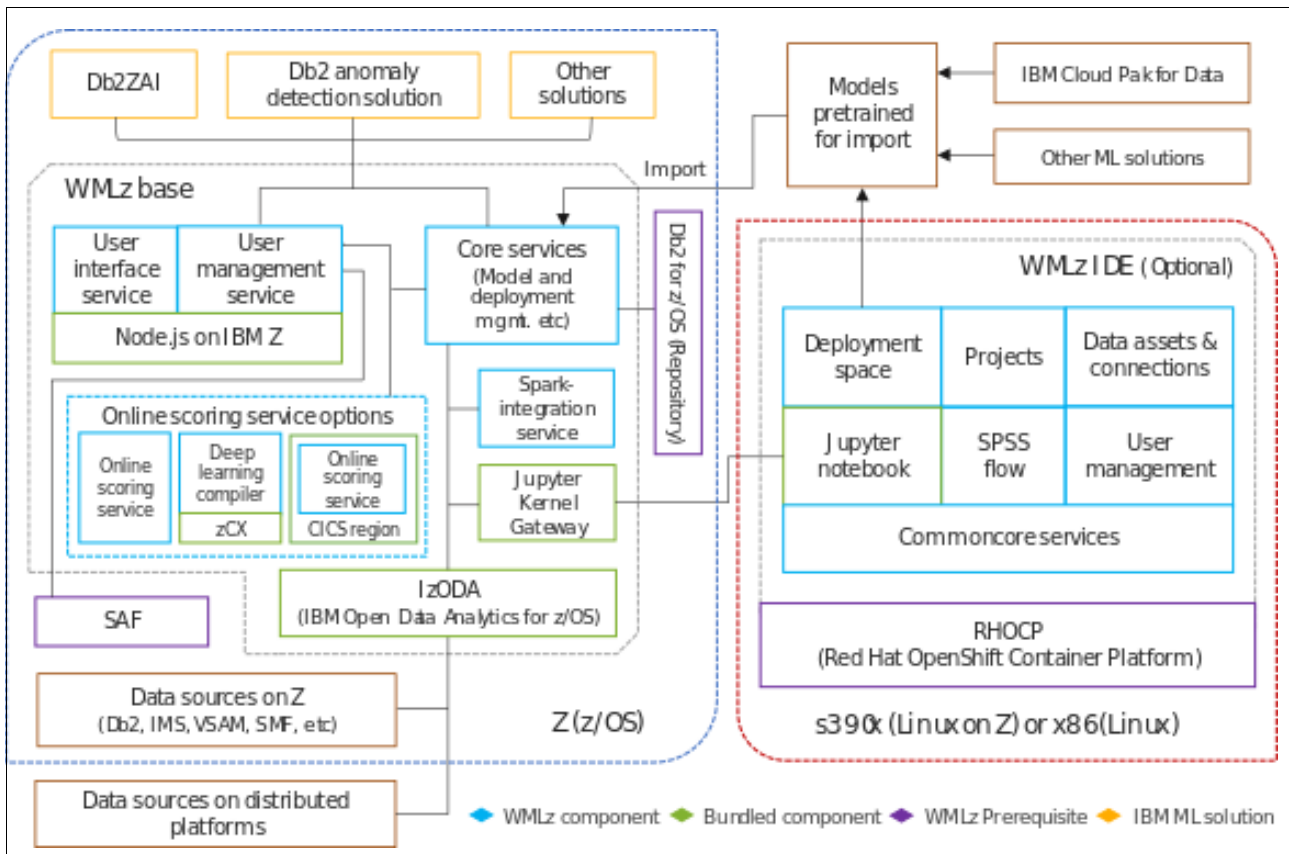 Db2ZAI
Db2 anomaly
detection solution
Other
solutions
Models
pretrained
for import
IBM Cloud Pak for Data
Other ML solutions
Import
WMLz base
User
interface
service
User
management
service
Node.js on IBM Z
Core services
(Model and
deployment
mgmt. etc)
Db2 for z/OS (Repository)
Online scoring service options
Online
scoring
service
Deep
learning
compiler
zCX
Online
scoring
service
CICS region
Spark-
integration
service
Jupyter
Kernel
Gateway
IzODA
(IBM Open Data Analytics for z/OS)
SAF
Data sources on Z
(Db2, IMS, VSAM, SMF, etc)
Z (z/OS)
Data sources on distributed
platforms
WMLz IDE (Optional)
Deployment
space
Projects
Data assets &
connections
Jupyter
notebook
SPSS
flow
User
management
Common core services
RHOCP
(Red Hat OpenShift Container Platform)
s390x (Linux on Z) or x86 (Linux)
WMLz component
Bundled component
WMLz Prerequisite
IBM ML solution